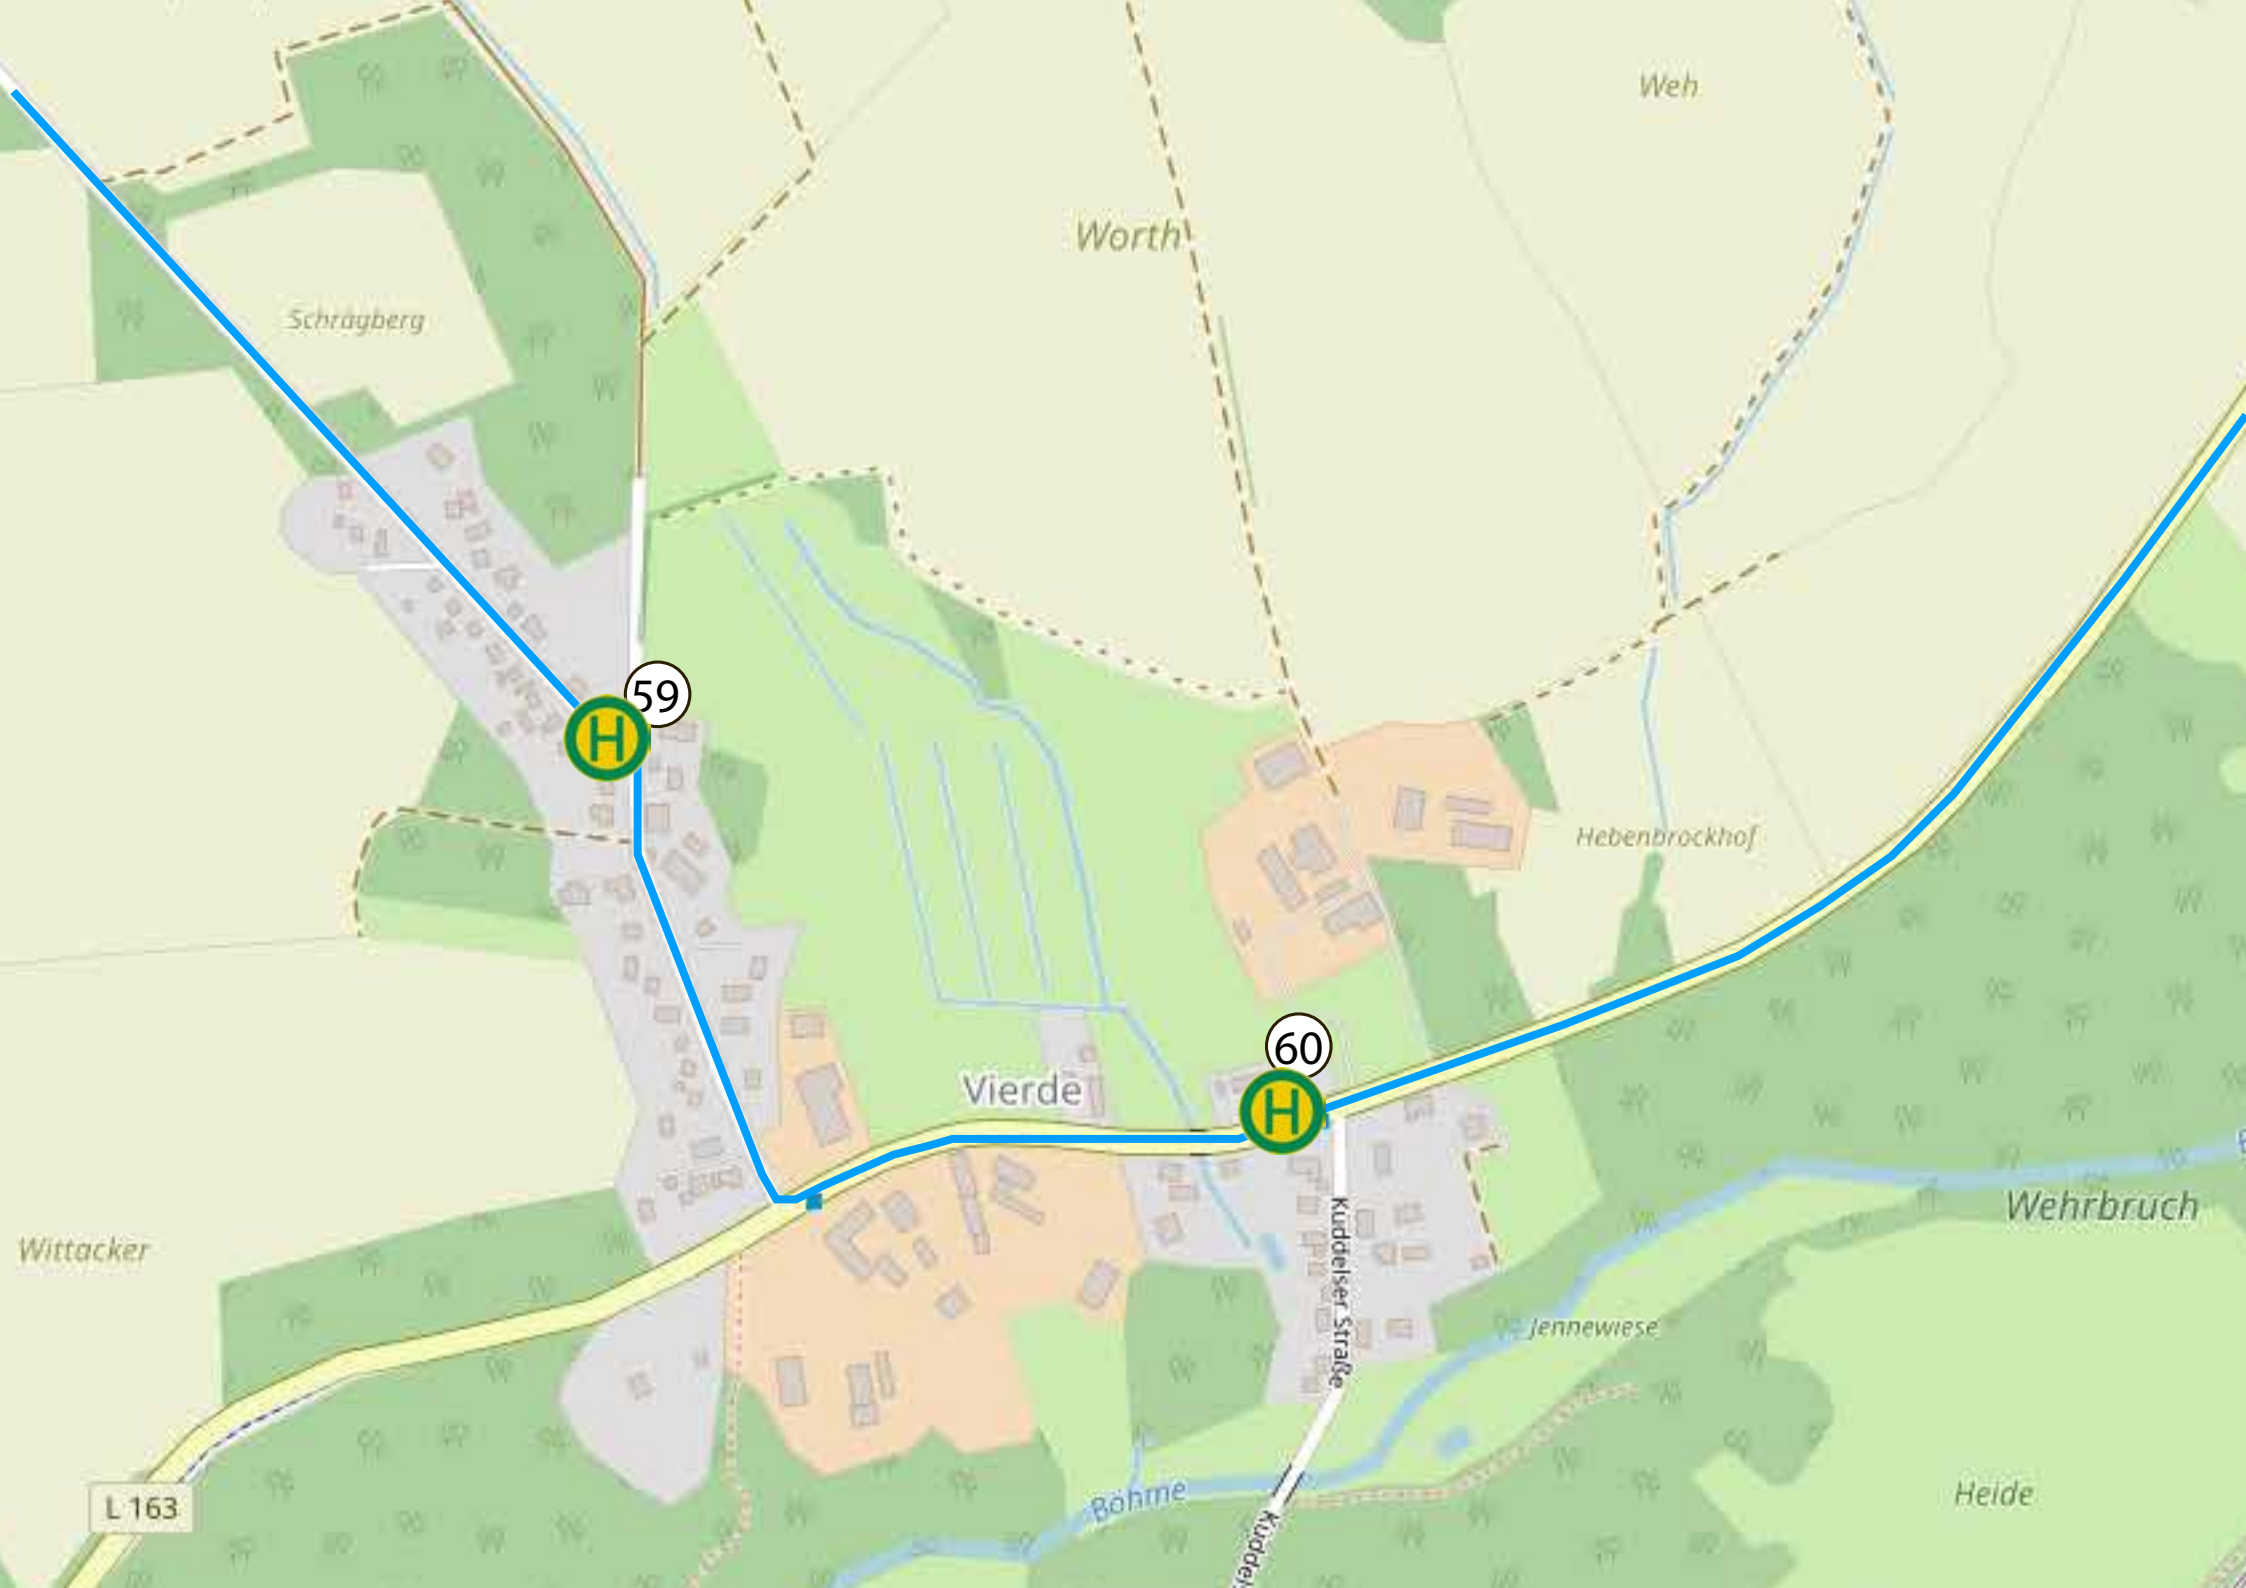 Weh
Worth
Schragberg
59
H
Hebenbrockhof
60
H
Vierde
Wehrbruch
Kuddelser Straße
Wittacker
Jennewiese
L 163
Böhme
Heide